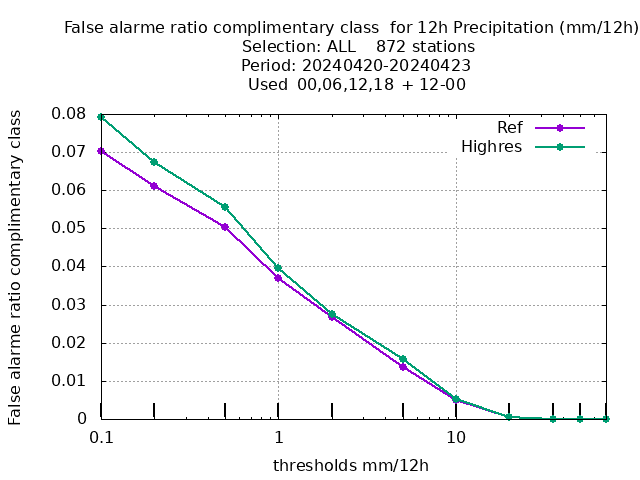 False alarme ratio complimentary class  for 12h Precipitation (mm/12h)
Selection: ALL    872 stations
Period: 20240420-20240423
Used  00,06,12,18  + 12-00
False alarme ratio complimentary class
0.08
0.07
0.06
0.05
0.04
0.03
0.02
0.01
0
Ref
Highres
0.1 1 10
thresholds mm/12h